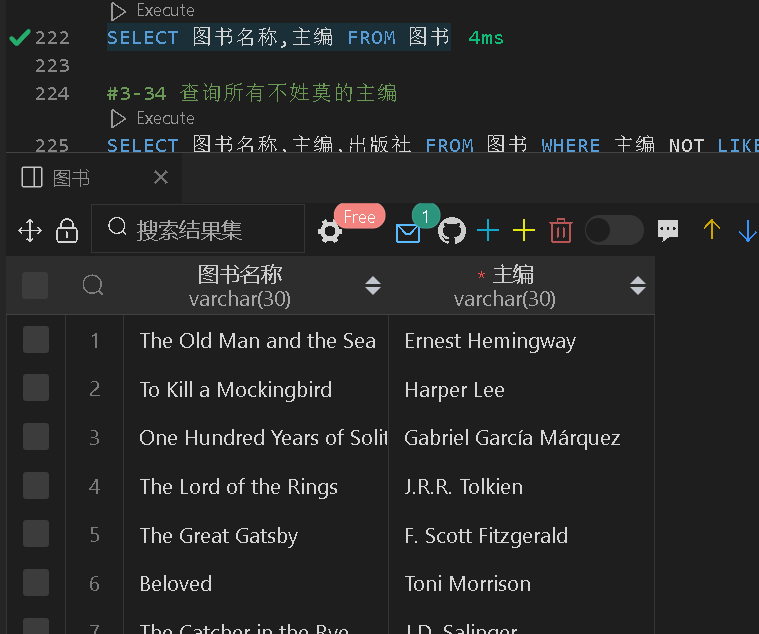 Execute
222 SELECT 图书名称,主编 FROM 图书 4ms
223
224 #3-34 查询所有不姓莫的主编
Execute
225 SELECT 图书名称,主编,出版社 FROM 图书 WHERE 主编 NOT LIKE
图书
搜索结果集 Free 1
图书名称 * 主编
varchar(30) varchar(30)
1 The Old Man and the Sea Ernest Hemingway
2 To Kill a Mockingbird Harper Lee
3 One Hundred Years of Solit Gabriel García Márquez
4 The Lord of the Rings J.R.R. Tolkien
5 The Great Gatsby F. Scott Fitzgerald
6 Beloved Toni Morrison
7 The Catcher in the Rye J.D. Salinger